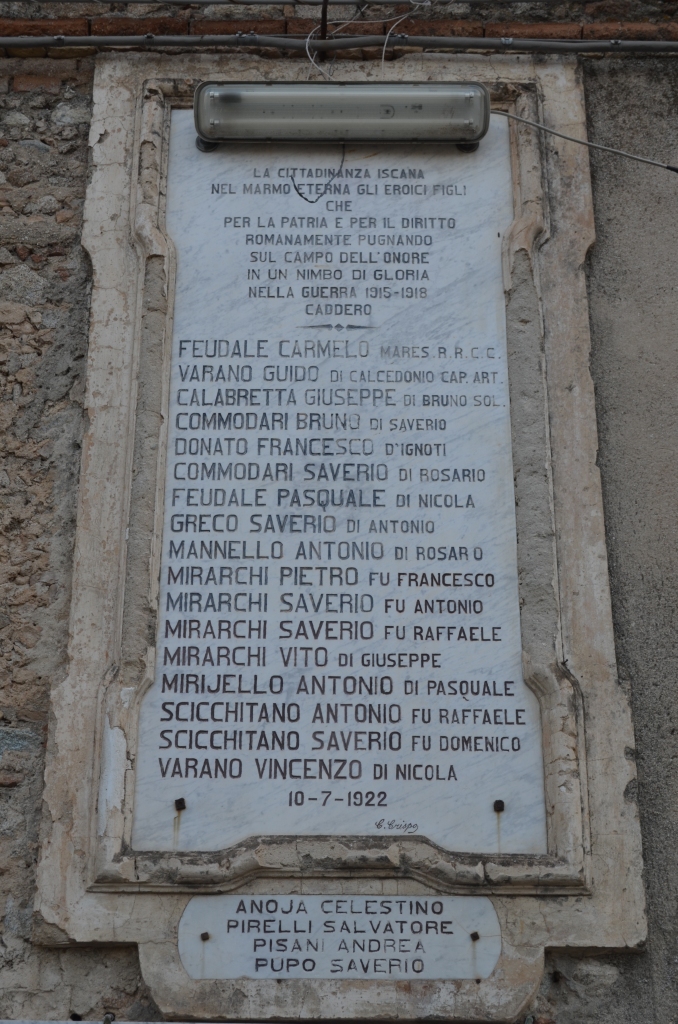 LA CITTADINANZA ISCANA
NEL MARMO ETERNA GLI EROICI FIGLI
CHE
PER LA PATRIA E PER IL DIRITTO
ROMANAMENTE PUGNANDO
SUL CAMPO DELL'ONORE
IN UN NIMBO DI GLORIA
NELLA GUERRA 1915-1918
CADDERO
FEUDALE CARMELO MARES. R.R.C.C.
VARANO GUIDO DI CALCEDONIO CAP. ART.
CALABRETTA GIUSEPPE DI BRUNO SOL.
COMMODARI BRUNO DI SAVERIO
DONATO FRANCESCO D'IGNOTI
COMMODARI SAVERIO DI ROSARIO
FEUDALE PASQUALE DI NICOLA
GRECO SAVERIO DI ANTONIO
MANNELLO ANTONIO DI ROSARO
MIRARCHI PIETRO FU FRANCESCO
MIRARCHI SAVERIO FU ANTONIO
MIRARCHI SAVERIO FU RAFFAELE
MIRARCHI VITO DI GIUSEPPE
MIRIJELLO ANTONIO DI PASQUALE
SCICCHITANO ANTONIO FU RAFFAELE
SCICCHITANO SAVERIO FU DOMENICO
VARANO VINCENZO DI NICOLA
10-7-1922
C. Crispo
ANOJA CELESTINO
PIRELLI SALVATORE
PISANI ANDREA
PUPO SAVERIO